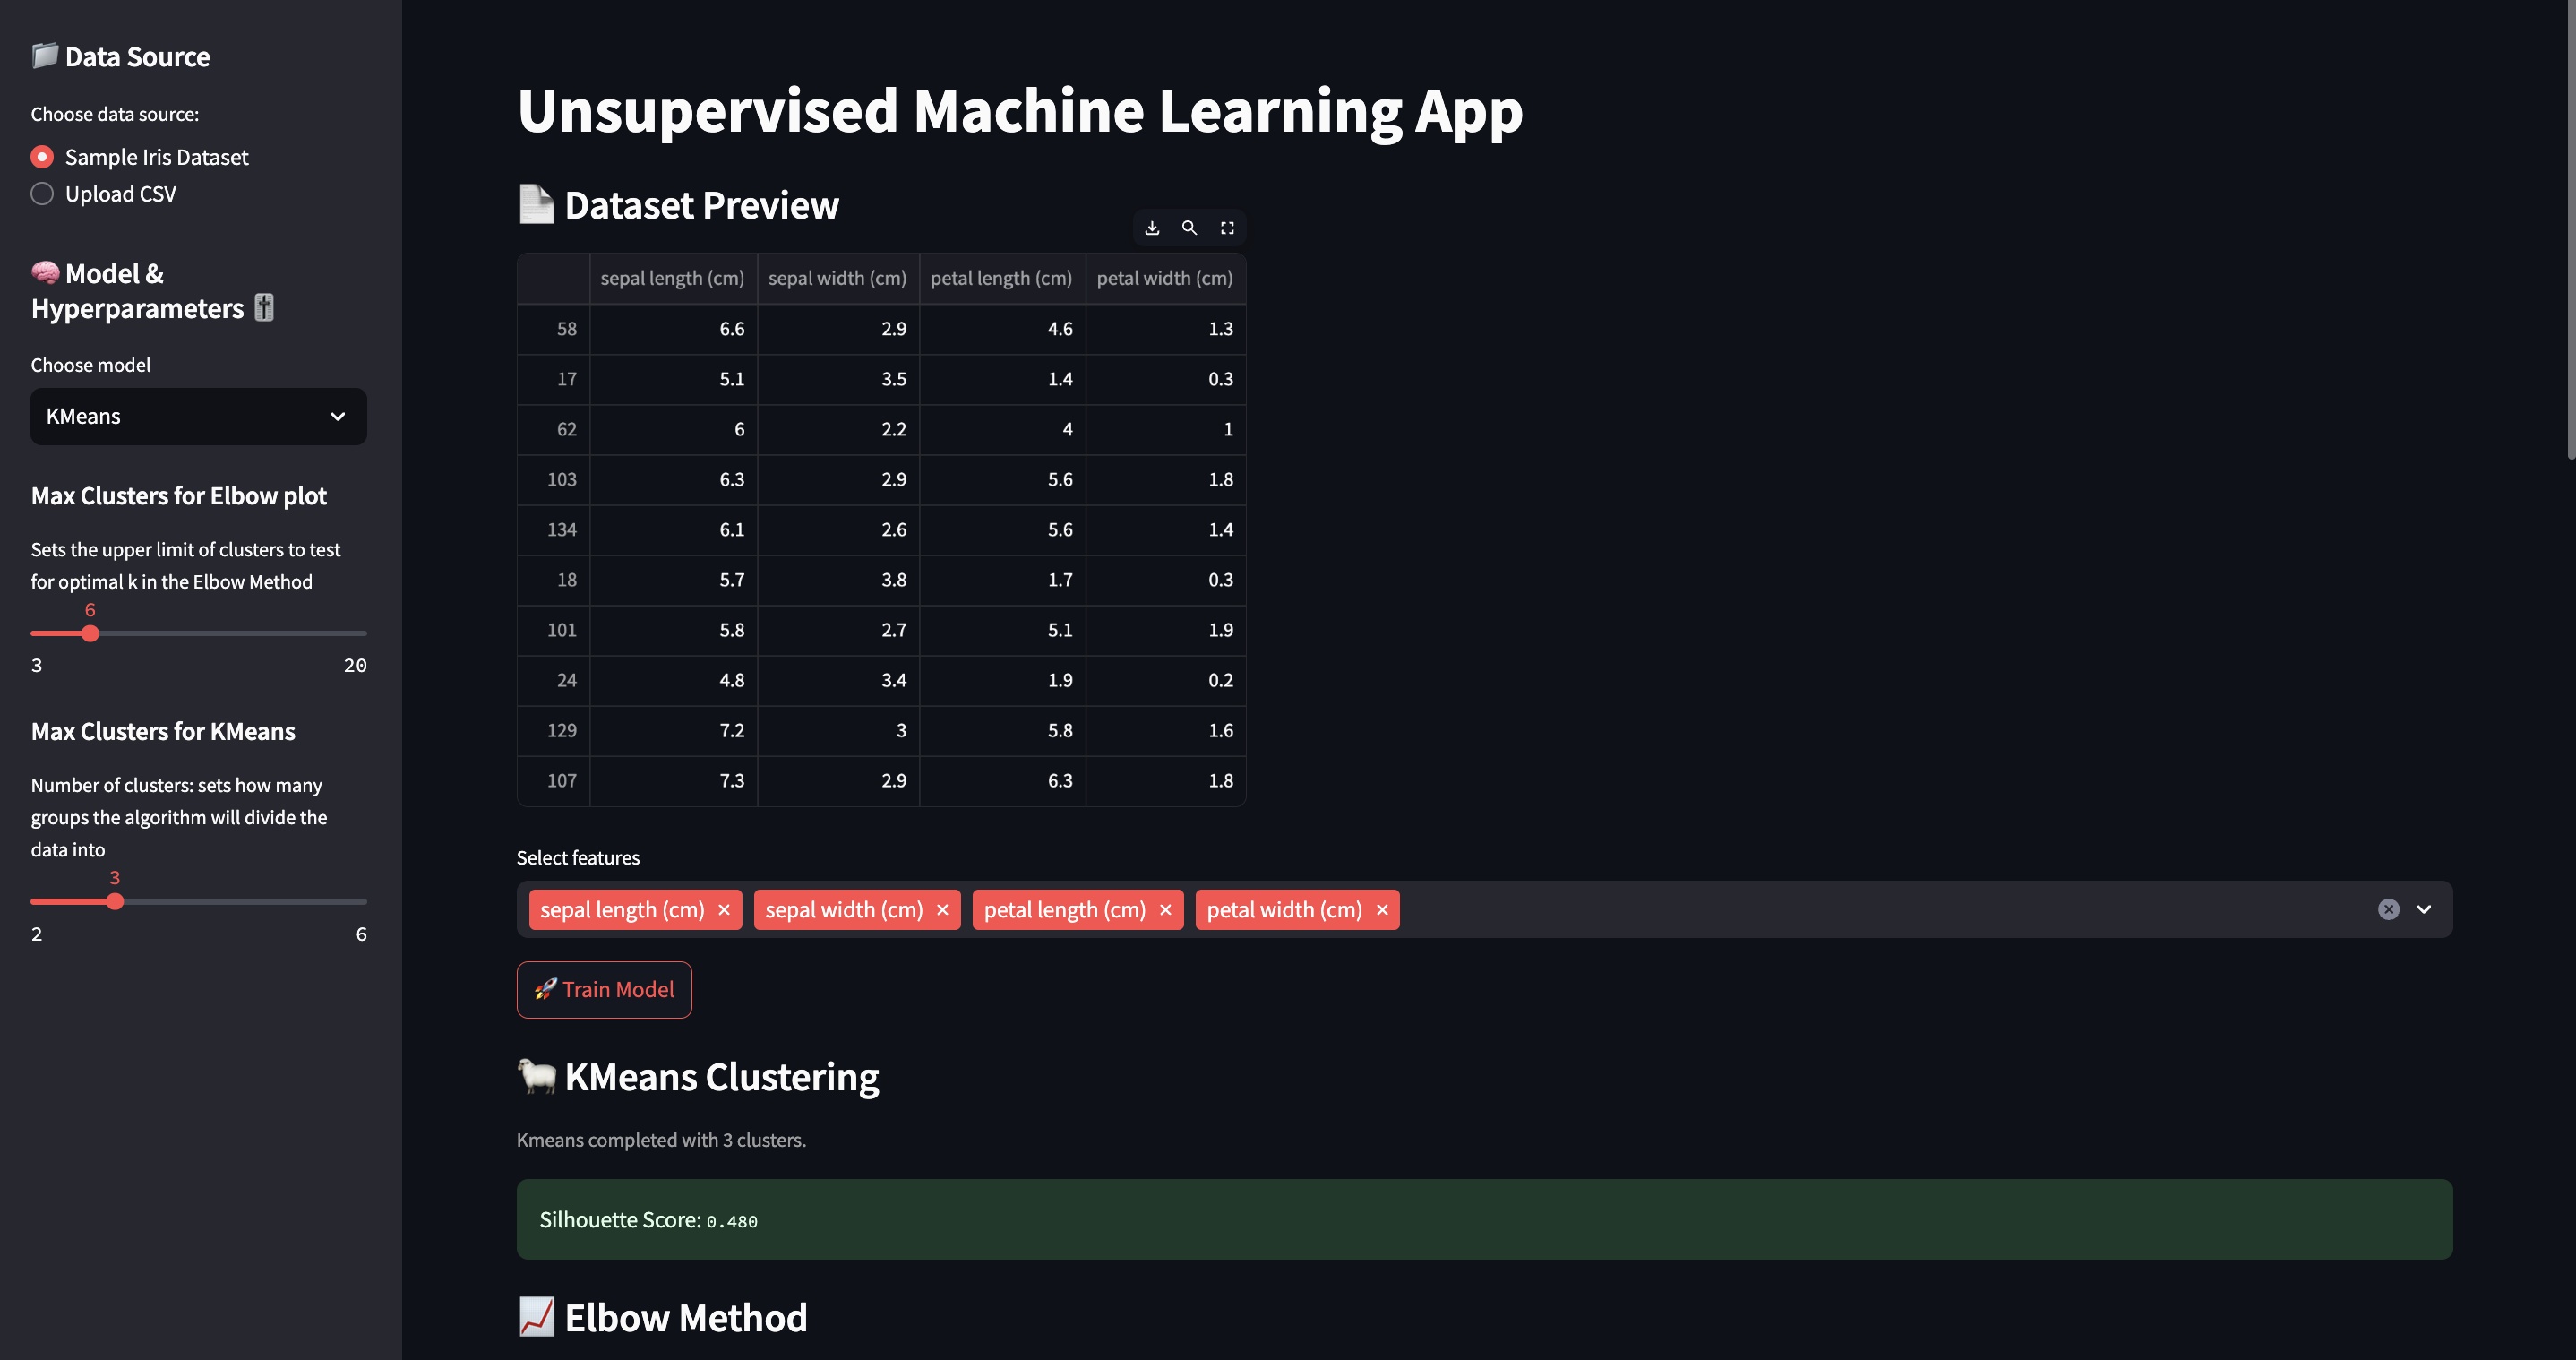 Data Source
Choose data source:
Sample Iris Dataset
Upload CSV
Model &
Hyperparameters
Choose model
KMeans
Max Clusters for Elbow plot
Sets the upper limit of clusters to test
for optimal k in the Elbow Method
6
3 20
Max Clusters for KMeans
Number of clusters: sets how many
groups the algorithm will divide the
data into
3
2 6
Unsupervised Machine Learning App
Dataset Preview
sepal length (cm) sepal width (cm) petal length (cm) petal width (cm)
58 6.6 2.9 4.6 1.3
17 5.1 3.5 1.4 0.3
62 6 2.2 4 1
103 6.3 2.9 5.6 1.8
134 6.1 2.6 5.6 1.4
18 5.7 3.8 1.7 0.3
101 5.8 2.7 5.1 1.9
24 4.8 3.4 1.9 0.2
129 7.2 3 5.8 1.6
107 7.3 2.9 6.3 1.8
Select features
sepal length (cm) sepal width (cm) petal length (cm) petal width (cm)
Train Model
KMeans Clustering
Kmeans completed with 3 clusters.
Silhouette Score: 0.480
Elbow Method